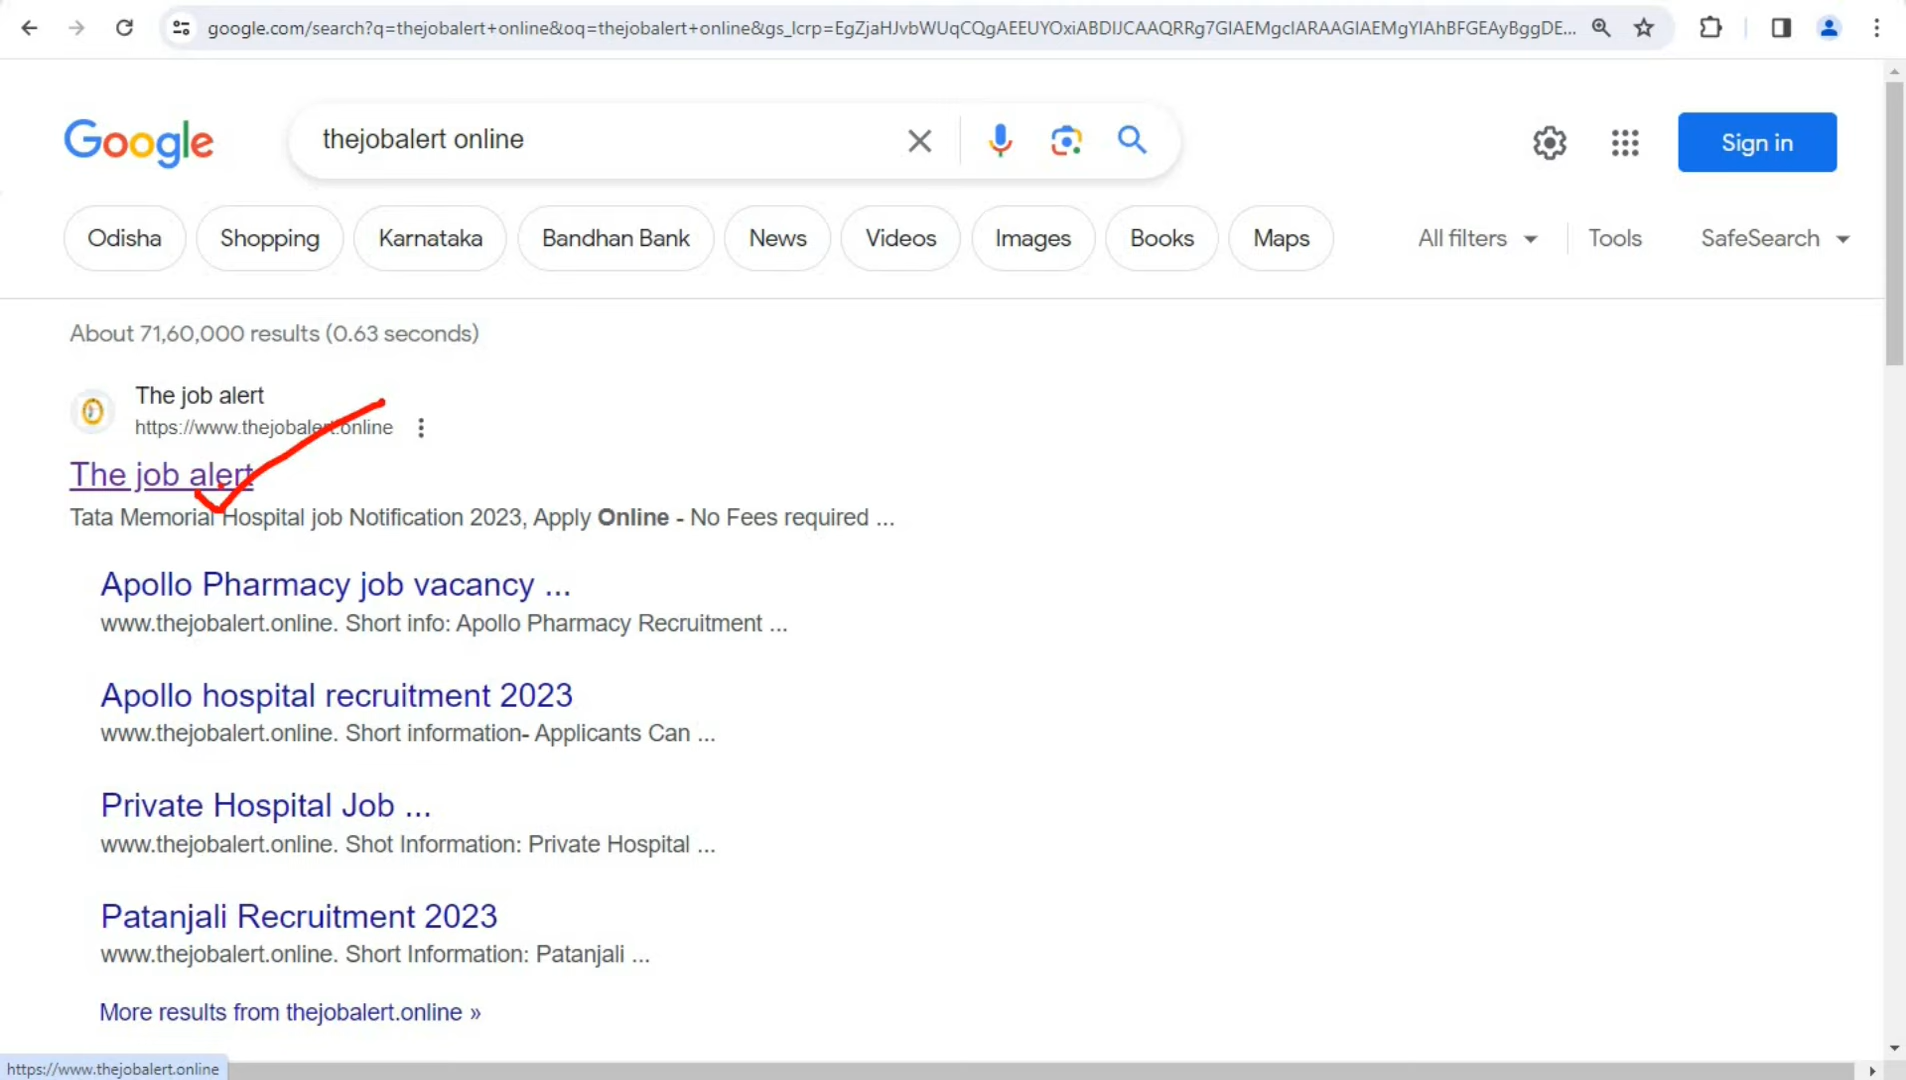 google.com/search?q=thejobalert+online&oq=thejobalert+online&gs_lcrp=EgZjaHJvbWUqCQgAEEUYOxiABDIJCAAQRRg7GIAEMgcIARAAGIAEMgYIAhBFGEAyBggDE...
Google
thejobalert online
Sign in
Odisha
Shopping
Karnataka
Bandhan Bank
News
Videos
Images
Books
Maps
All filters
Tools
SafeSearch
About 71,60,000 results (0.63 seconds)
The job alert
https://www.thejobalert.online
The job alert
Tata Memorial Hospital job Notification 2023, Apply Online - No Fees required ...
Apollo Pharmacy job vacancy ...
www.thejobalert.online. Short info: Apollo Pharmacy Recruitment ...
Apollo hospital recruitment 2023
www.thejobalert.online. Short information- Applicants Can ...
Private Hospital Job ...
www.thejobalert.online. Shot Information: Private Hospital ...
Patanjali Recruitment 2023
www.thejobalert.online. Short Information: Patanjali ...
More results from thejobalert.online »
https://www.thejobalert.online